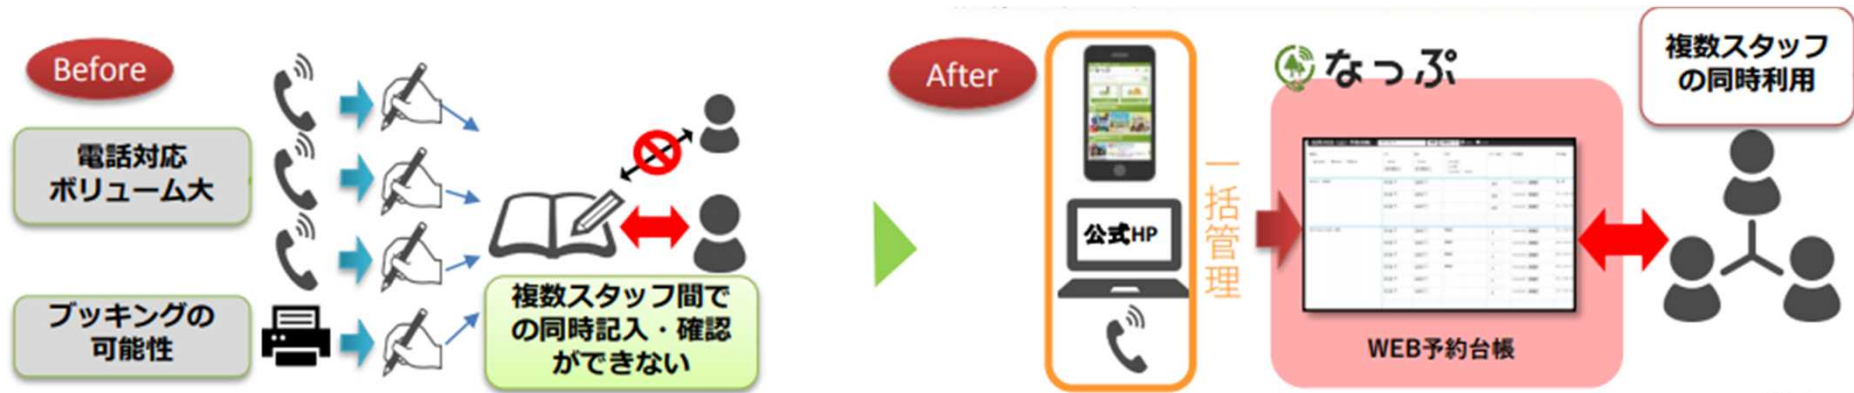 Before
電話対応
ボリューム大
ブッキングの
可能性
複数スタッフ間で
の同時記入・確認
ができない
After
なっぷ
公式HP
一括管理
なっぷ
WEB予約台帳
複数スタッフ
の同時利用